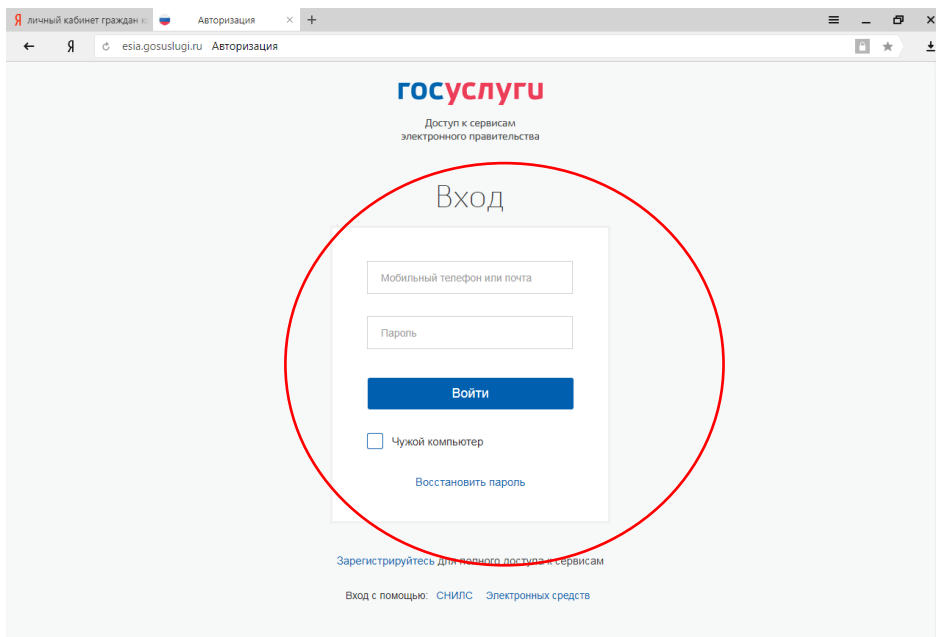 Я личный кабинет граждан к
Авторизация
Я esia.gosuslugi.ru Авторизация
госуслуги
Доступ к сервисам
электронного правительства
Вход
Мобильный телефон или почта
Пароль
Войти
Чужой компьютер
Восстановить пароль
Зарегистрируйтесь для полного доступа к сервисам
Вход с помощью: СНИЛС Электронных средств